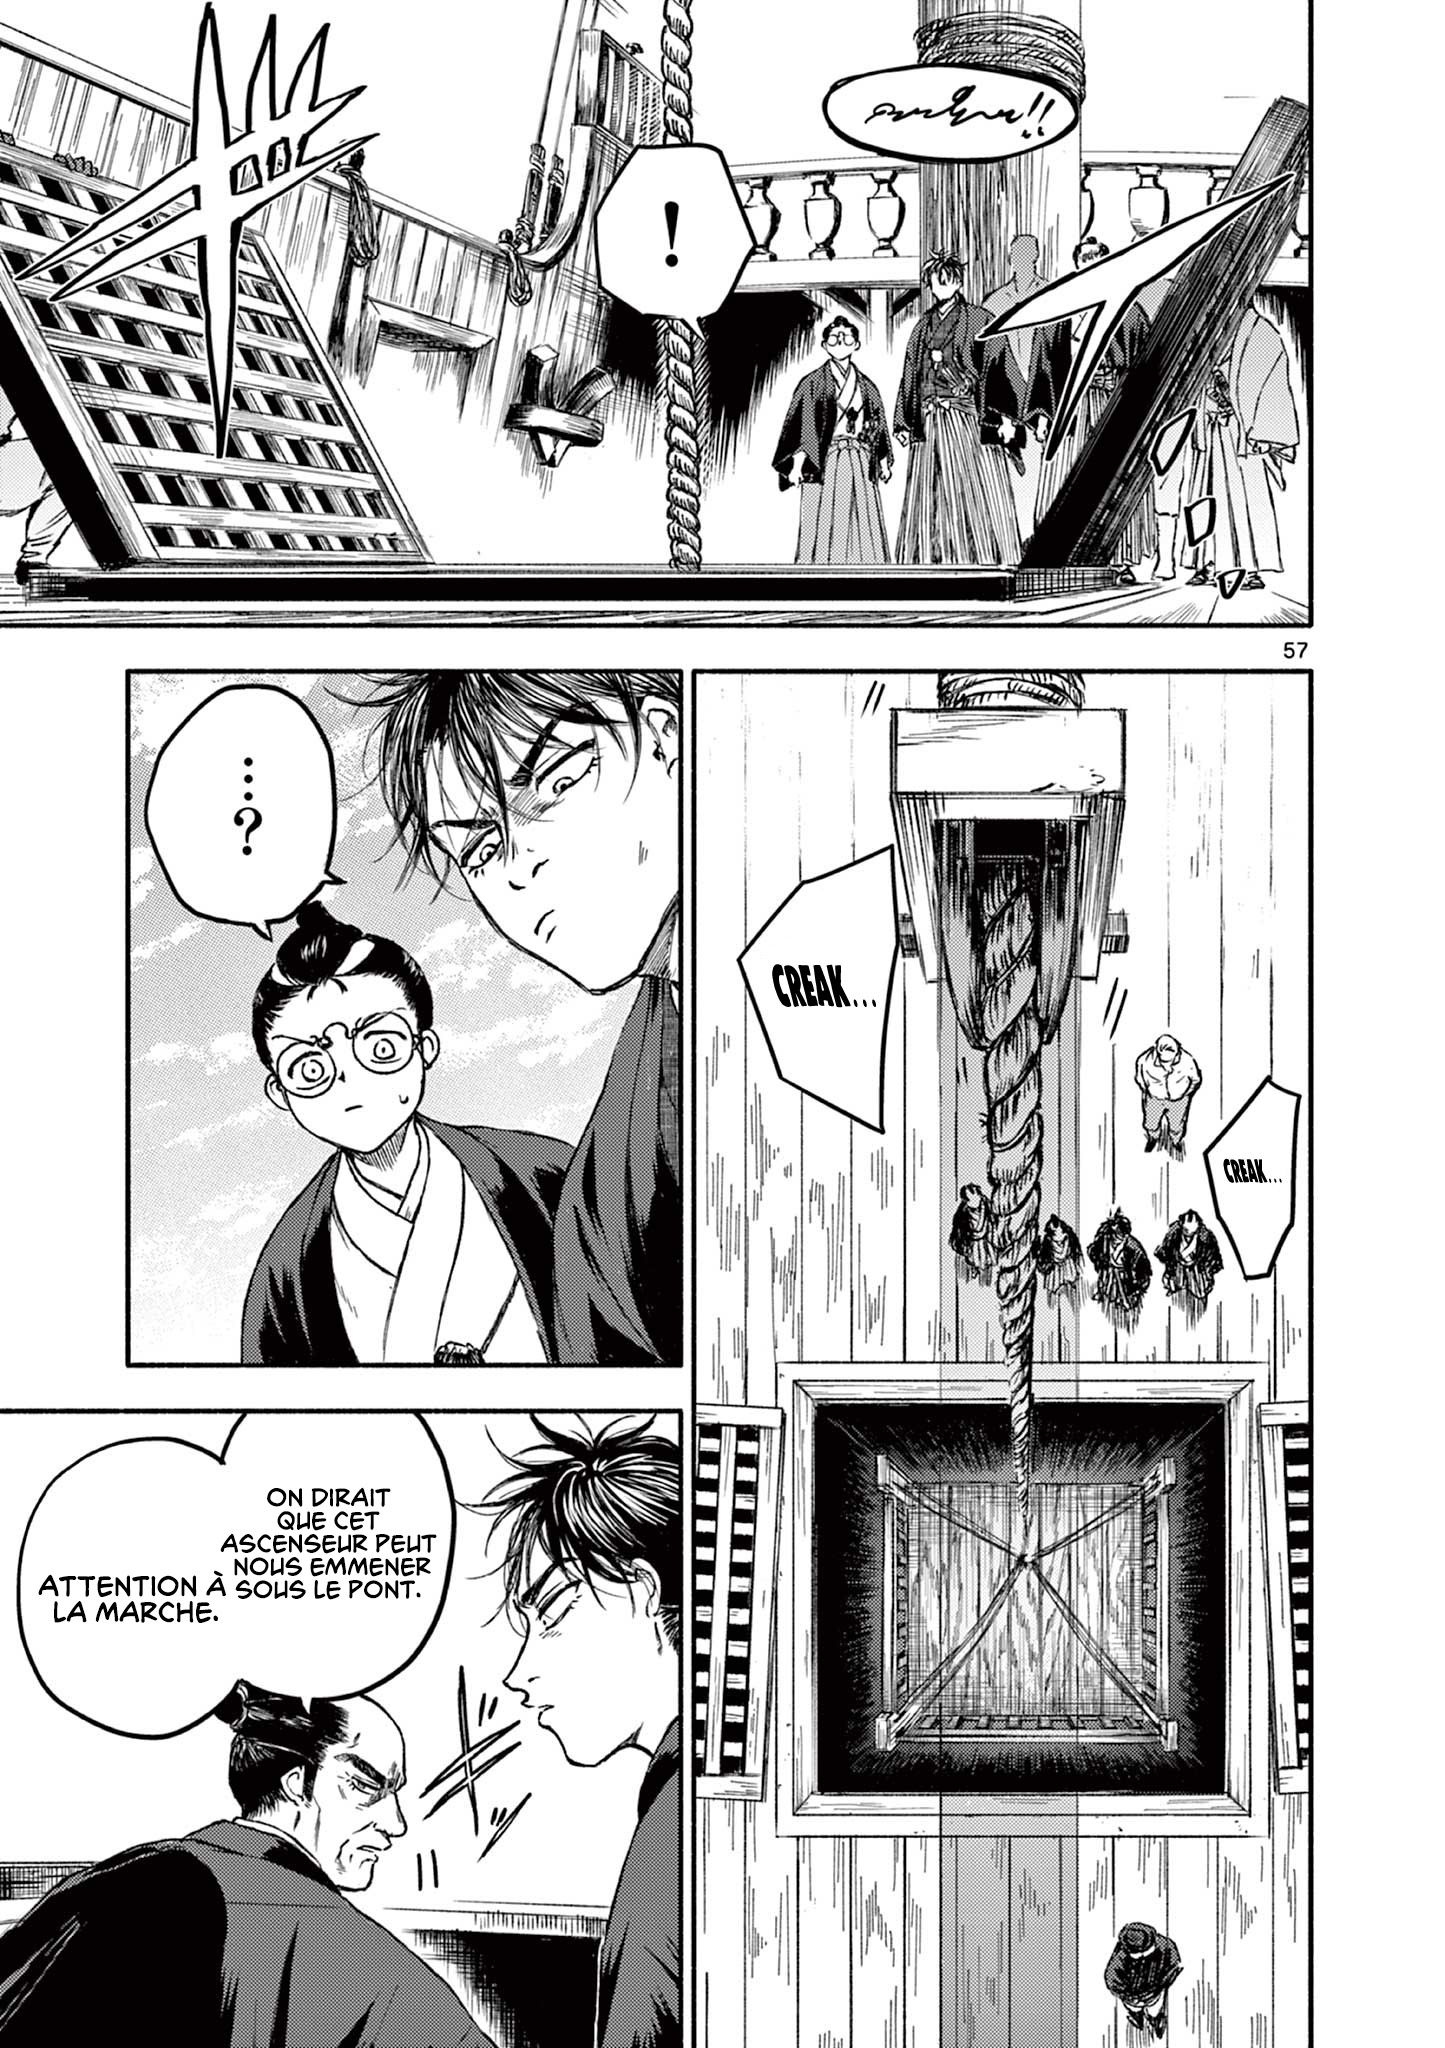 !
57
CREAK...
CREAK...
...?
ON DIRAIT
QUE CET
ASCENSEUR PEUT
NOUS EMMENER
SOUS LE PONT.
ATTENTION À
LA MARCHE.